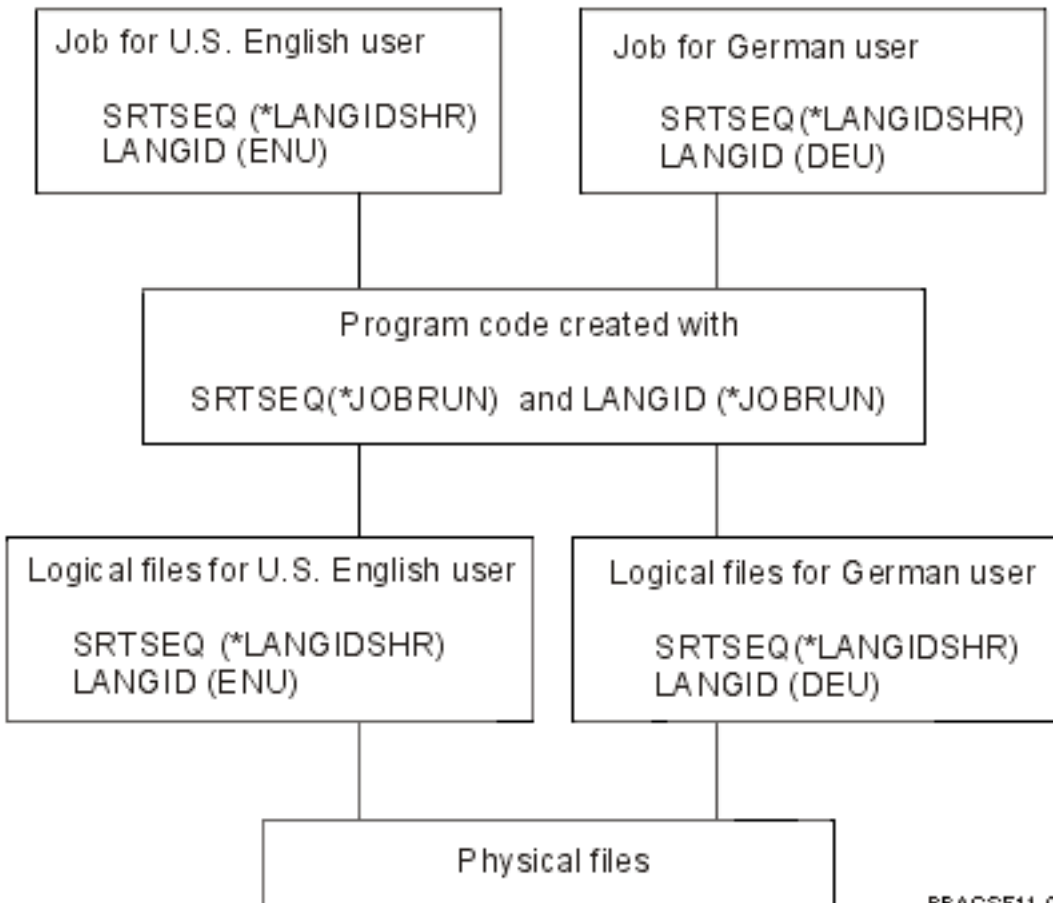 Job for U.S. English user
SRTSEQ (*LANGIDSHR)
LANGID (ENU)
Job for German user
SRTSEQ(*LANGIDSHR)
LANGID (DEU)
Program code created with
SRTSEQ(*JOBRUN) and LANGID (*JOBRUN)
Logical files for U.S. English user
SRTSEQ (*LANGIDSHR)
LANGID (ENU)
Logical files for German user
SRTSEQ(*LANGIDSHR)
LANGID (DEU)
Physical files